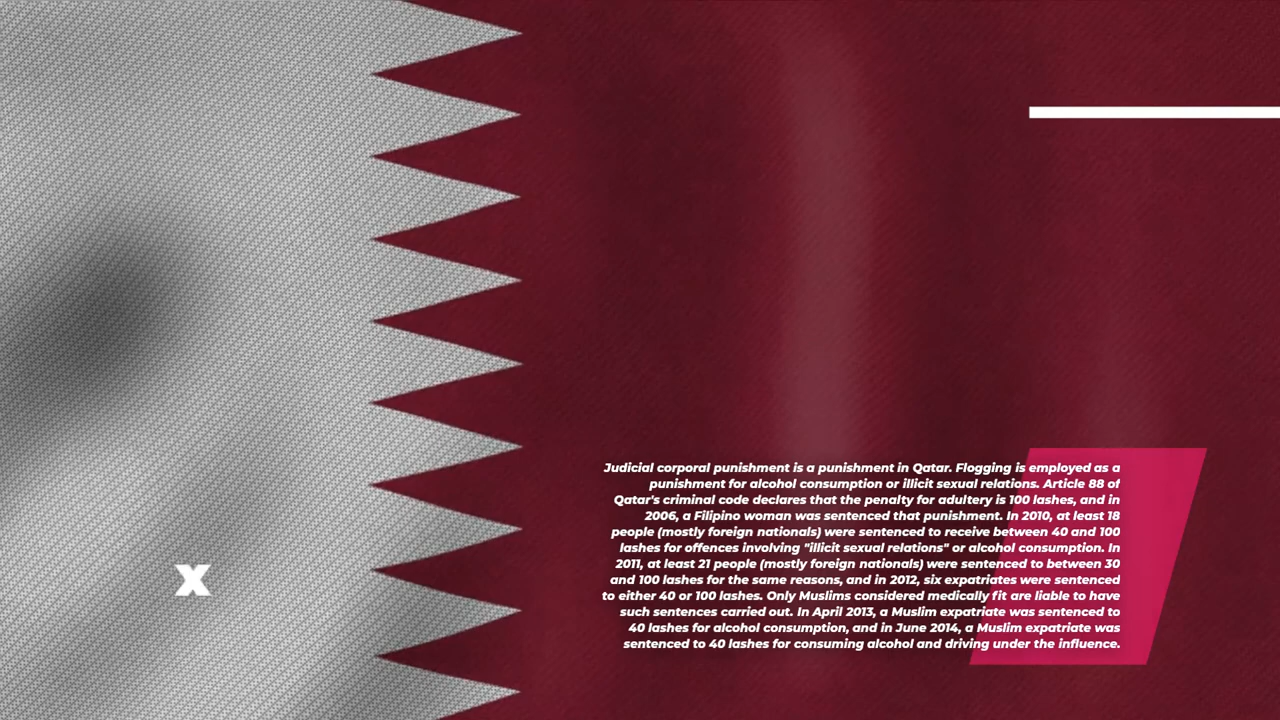 Judicial corporal punishment is a punishment in Qatar. Flogging is employed as a
punishment for alcohol consumption or illicit sexual relations. Article 88 of
Qatar's criminal code declares that the penalty for adultery is 100 lashes, and in
2006, a Filipino woman was sentenced that punishment. In 2010, at least 18
people (mostly foreign nationals) were sentenced to receive between 40 and 100
lashes for offences involving "illicit sexual relations" or alcohol consumption. In
2011, at least 21 people (mostly foreign nationals) were sentenced to between 30
and 100 lashes for the same reasons, and in 2012, six expatriates were sentenced
to either 40 or 100 lashes. Only Muslims considered medically fit are liable to have
such sentences carried out. In April 2013, a Muslim expatriate was sentenced to
40 lashes for alcohol consumption, and in June 2014, a Muslim expatriate was
sentenced to 40 lashes for consuming alcohol and driving under the influence.
X